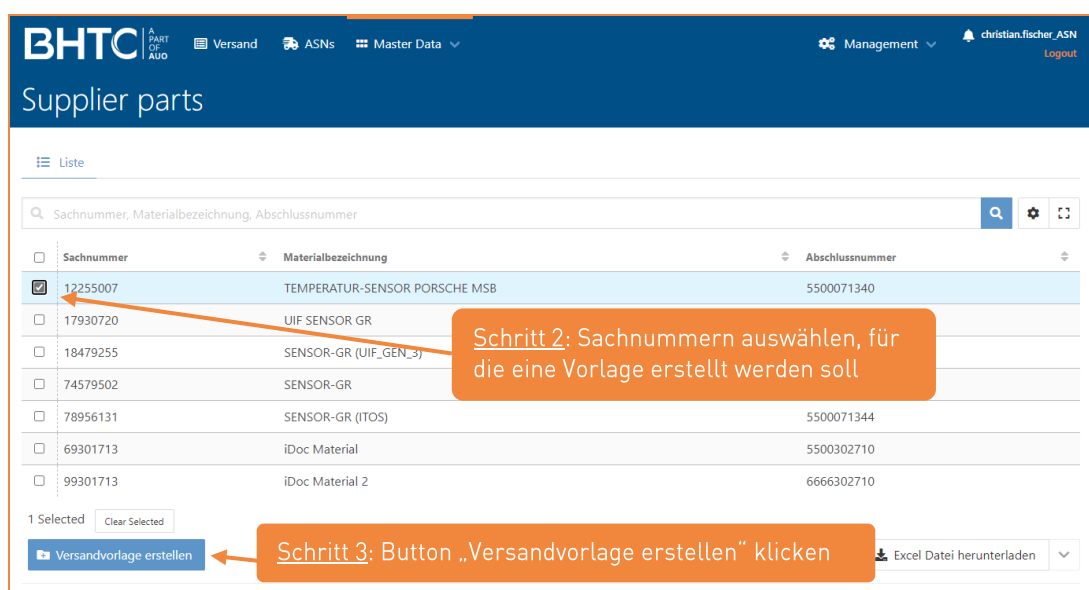 BHTC A PART OF AUO
Versand ASNs Master Data Management christian.fischer_ASN
Logout
Supplier parts
Liste
Sachnummer, Materialbezeichnung, Abschlussnummer
Sachnummer Materialbezeichnung Abschlussnummer
12255007 TEMPERATUR-SENSOR PORSCHE MSB 5500071340
17930720 UIF SENSOR GR
18479255 SENSOR-GR (UIF_GEN_3)
74579502 SENSOR-GR
Schritt 2: Sachnummern auswählen, für
die eine Vorlage erstellt werden soll
78956131 SENSOR-GR (ITOS) 5500071344
69301713 iDoc Material 5500302710
99301713 iDoc Material 2 6666302710
1 Selected Clear Selected
Versandvorlage erstellen
Schritt 3: Button „Versandvorlage erstellen“ klicken
Excel Datei herunterladen